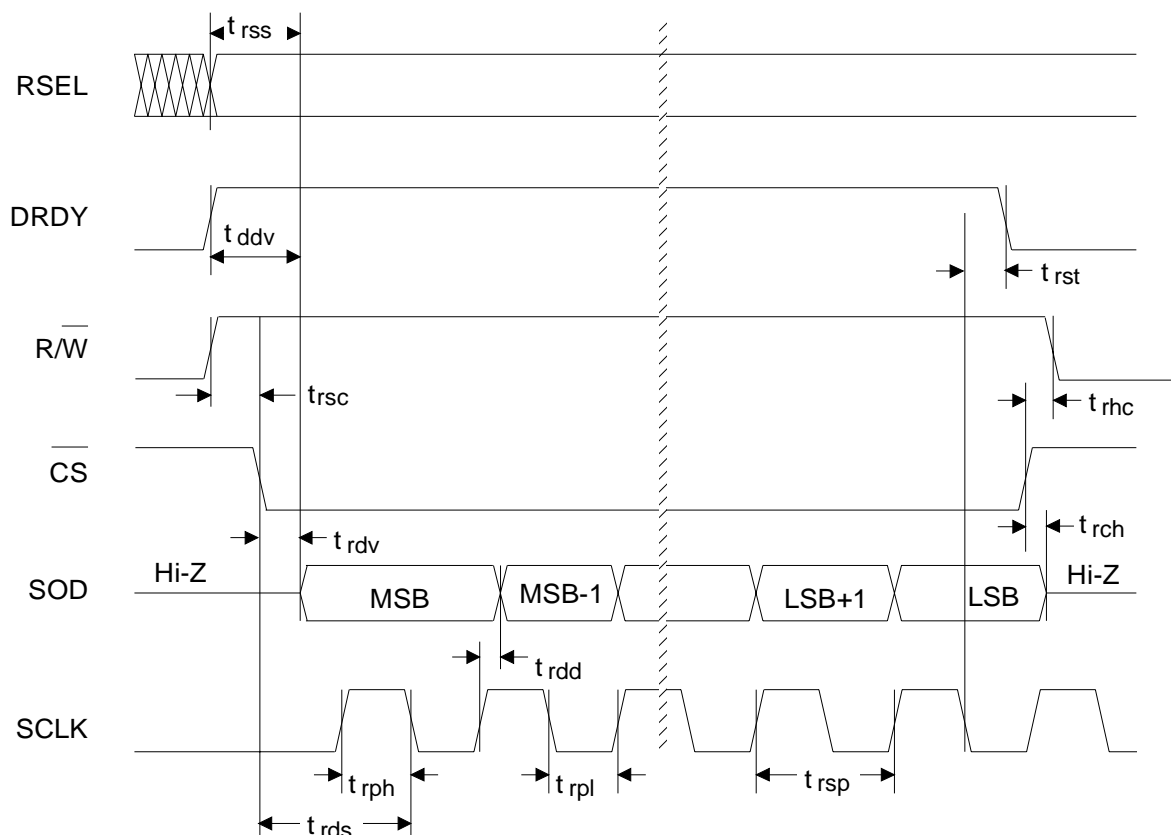 t rss
RSEL
DRDY
t ddv
t rst
R/W̅
t rsc
t rhc
C̅S̅
t rdv
t rch
SOD
Hi-Z
MSB
MSB-1
LSB+1
LSB
Hi-Z
t rdd
SCLK
t rph
t rpl
t rsp
t rds